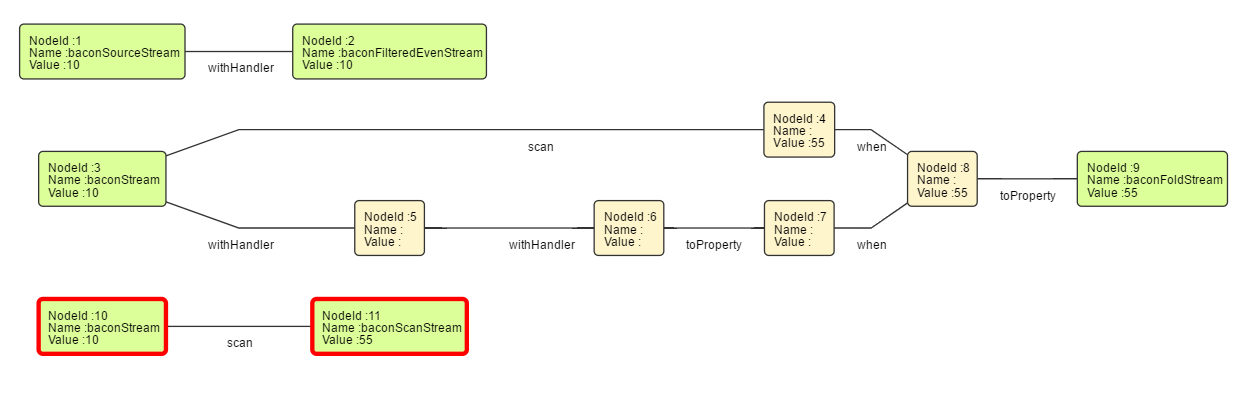 NodeId :1
Name :baconSourceStream
Value :10
withHandler
NodeId :2
Name :baconFilteredEvenStream
Value :10
NodeId :3
Name :baconStream
Value :10
scan
NodeId :4
Name :
Value :55
when
withHandler
NodeId :5
Name :
Value :
withHandler
NodeId :6
Name :
Value :
toProperty
NodeId :7
Name :
Value :
when
NodeId :8
Name :
Value :55
toProperty
NodeId :9
Name :baconFoldStream
Value :55
NodeId :10
Name :baconStream
Value :10
scan
NodeId :11
Name :baconScanStream
Value :55